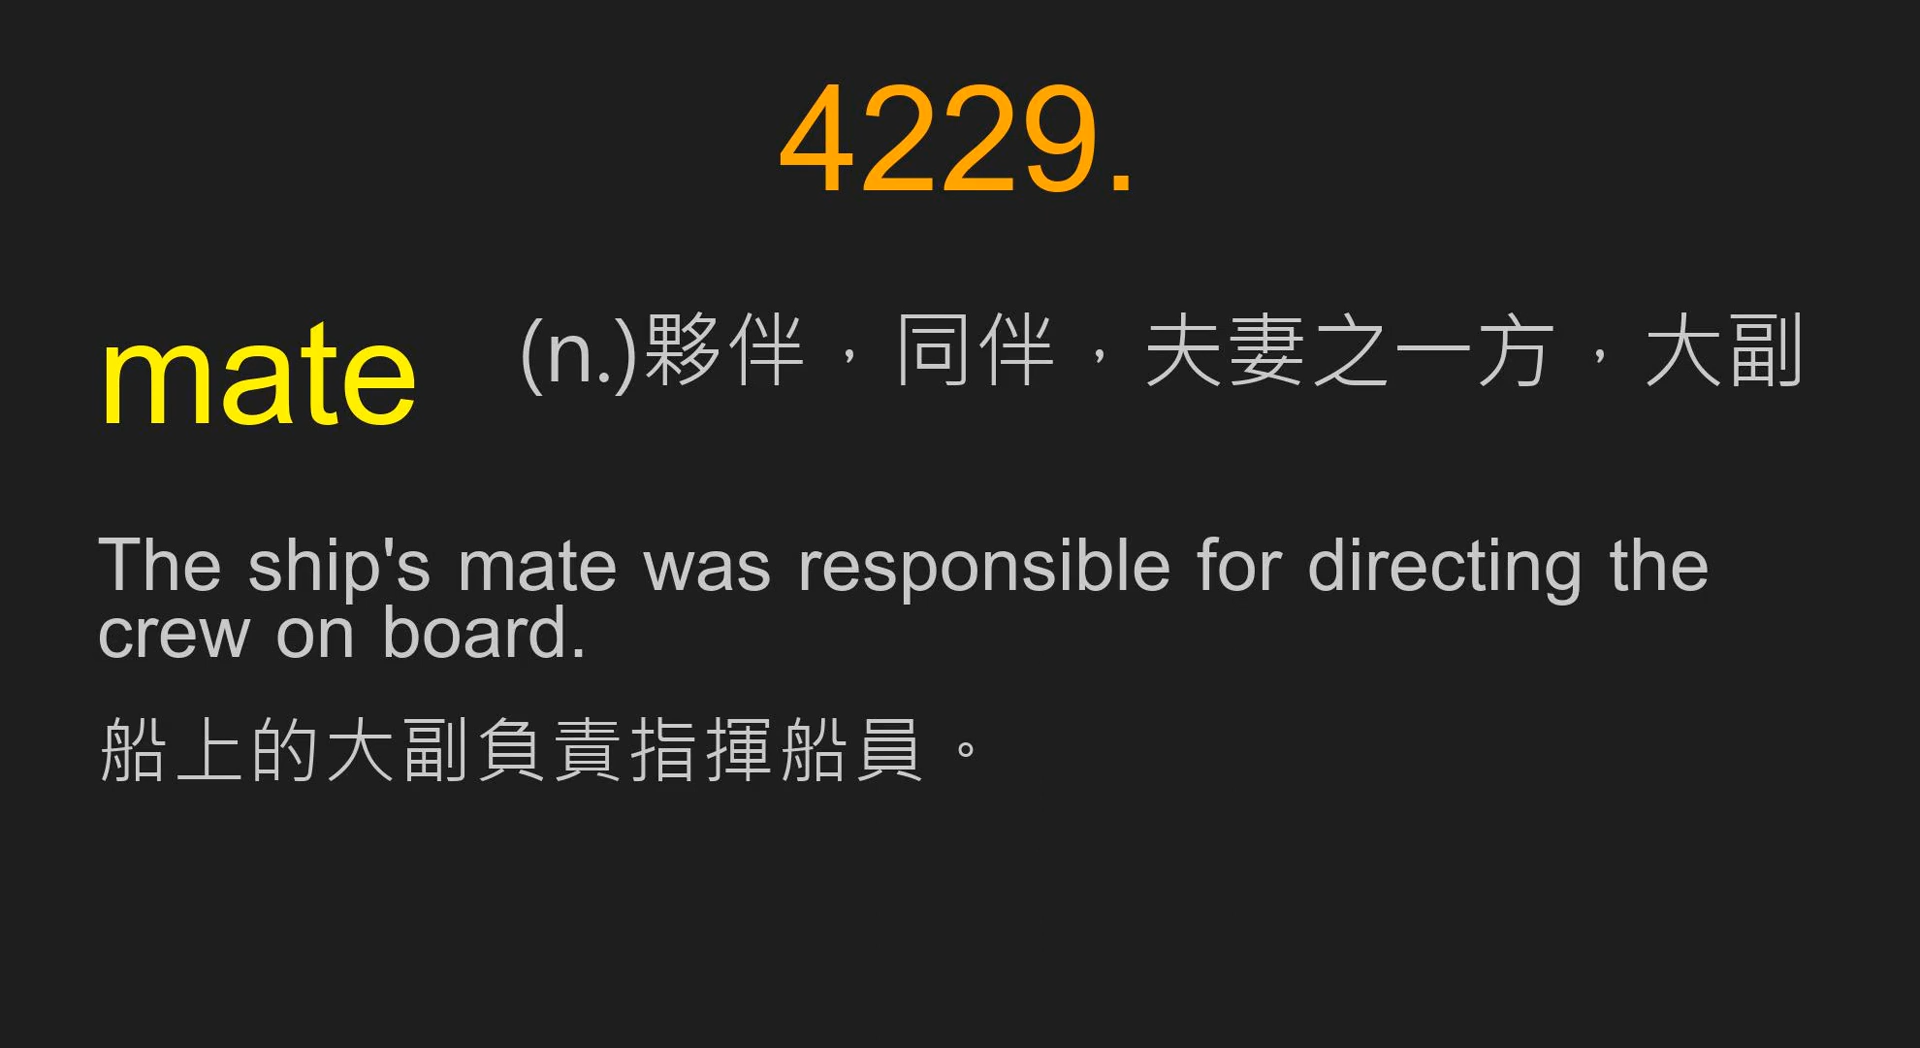 4229.
mate (n.)夥伴，同伴，夫妻之一方，大副
The ship's mate was responsible for directing the
crew on board.
船上的大副負責指揮船員。